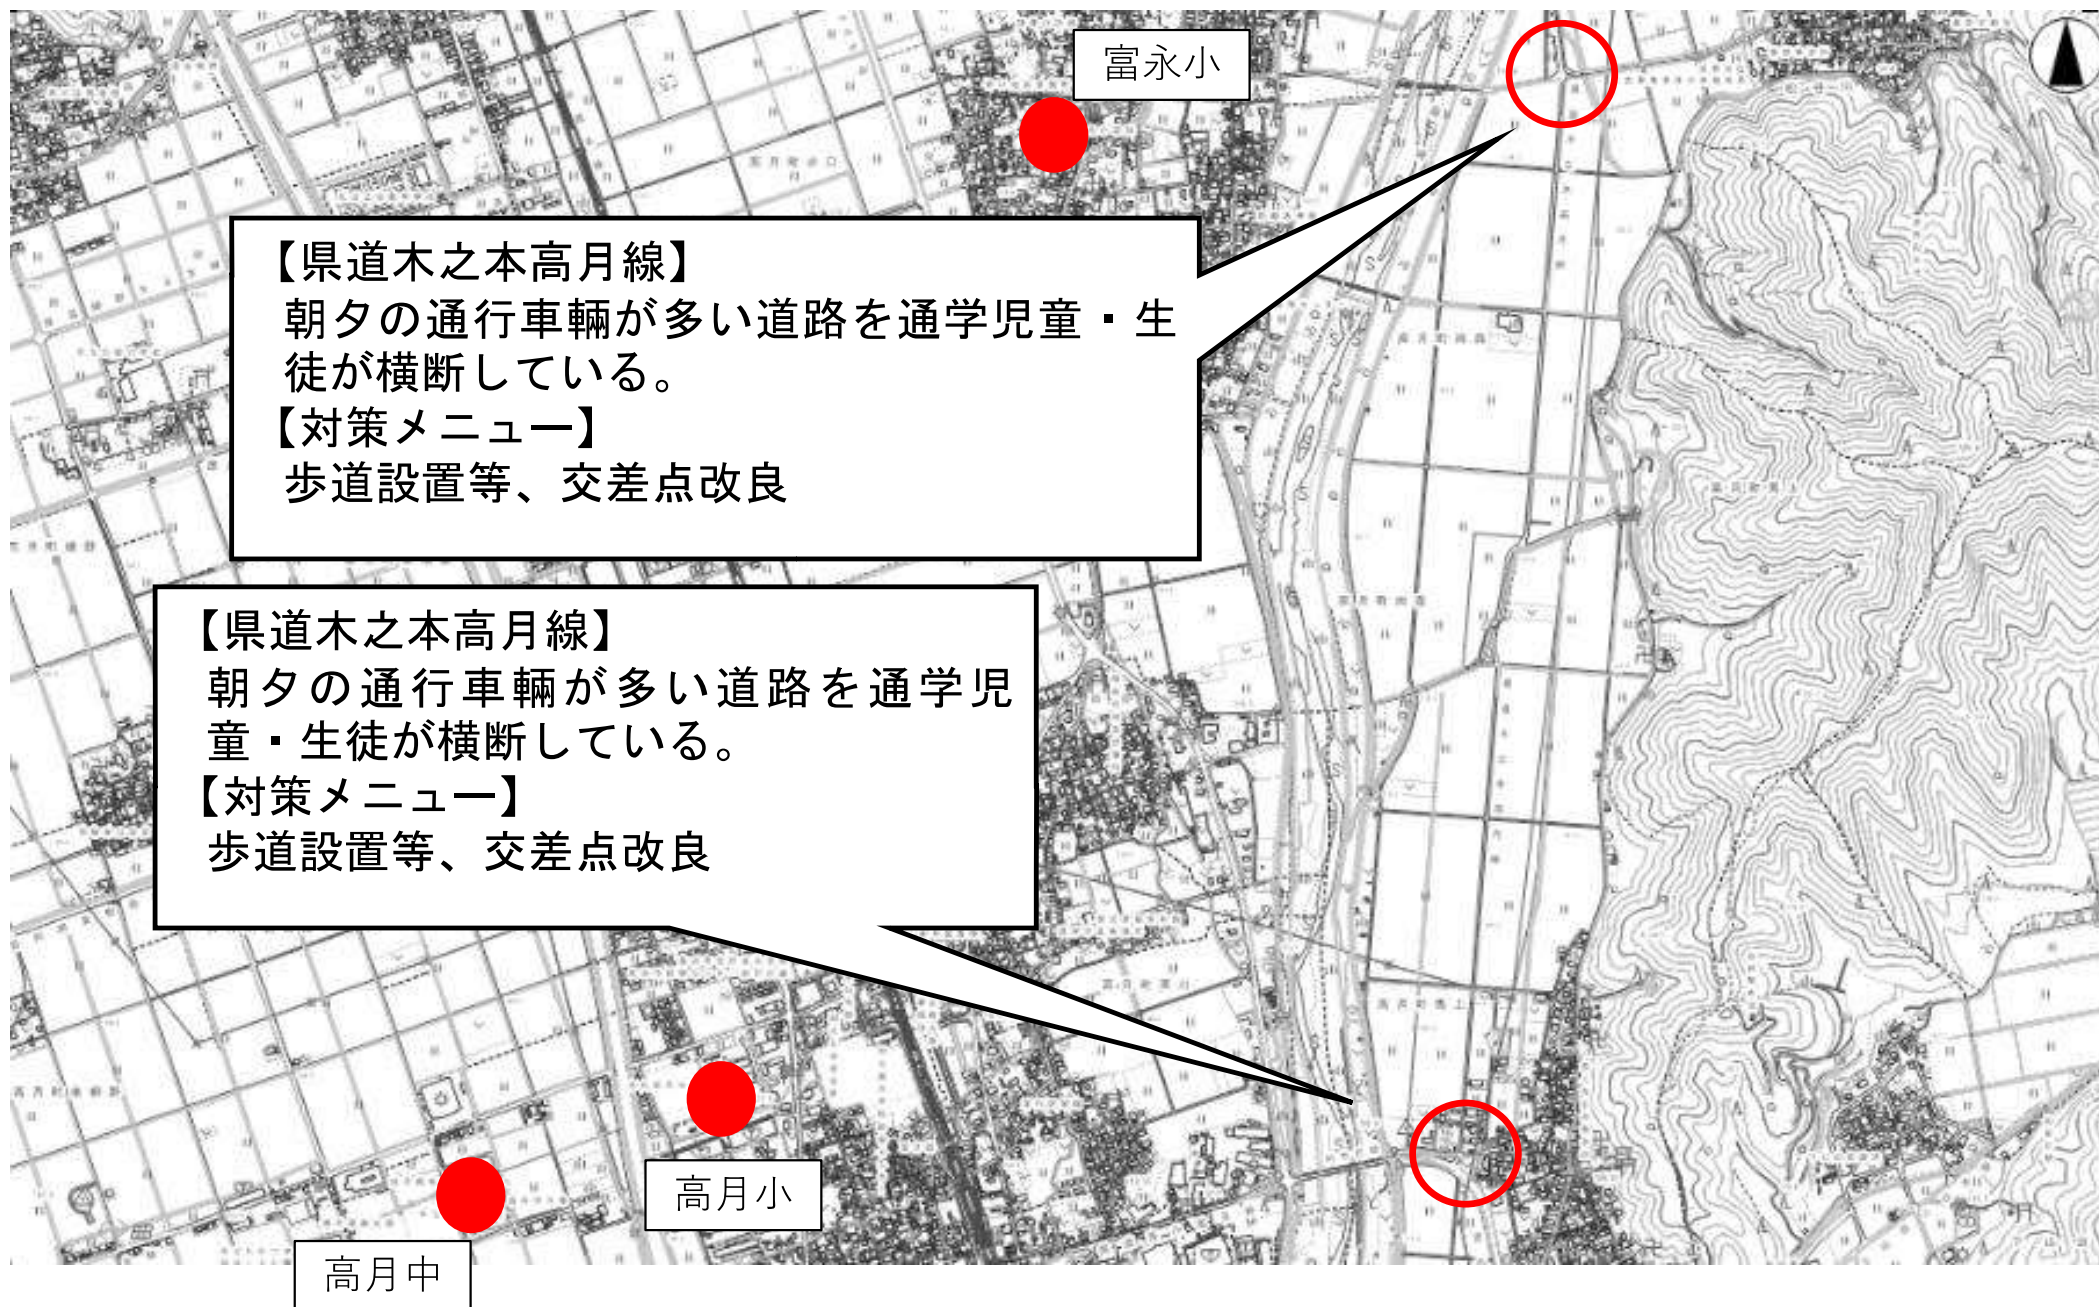 富永小
【県道木之本高月線】
朝夕の通行車輛が多い道路を通学児童・生
徒が横断している。
【対策メニュー】
歩道設置等、交差点改良
【県道木之本高月線】
朝夕の通行車輛が多い道路を通学児
童・生徒が横断している。
【対策メニュー】
歩道設置等、交差点改良
高月小
高月中